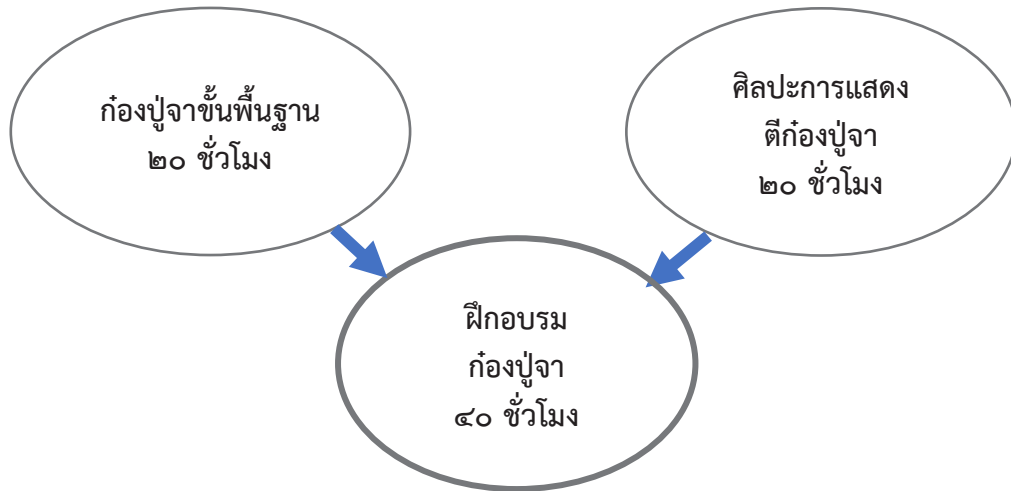 ก๋องปู่จาขั้นพื้นฐาน
๒๐ ชั่วโมง
ศิลปะการแสดง
ตีก๋องปู่จา
๒๐ ชั่วโมง
ฝึกอบรม
ก๋องปู่จา
๔๐ ชั่วโมง